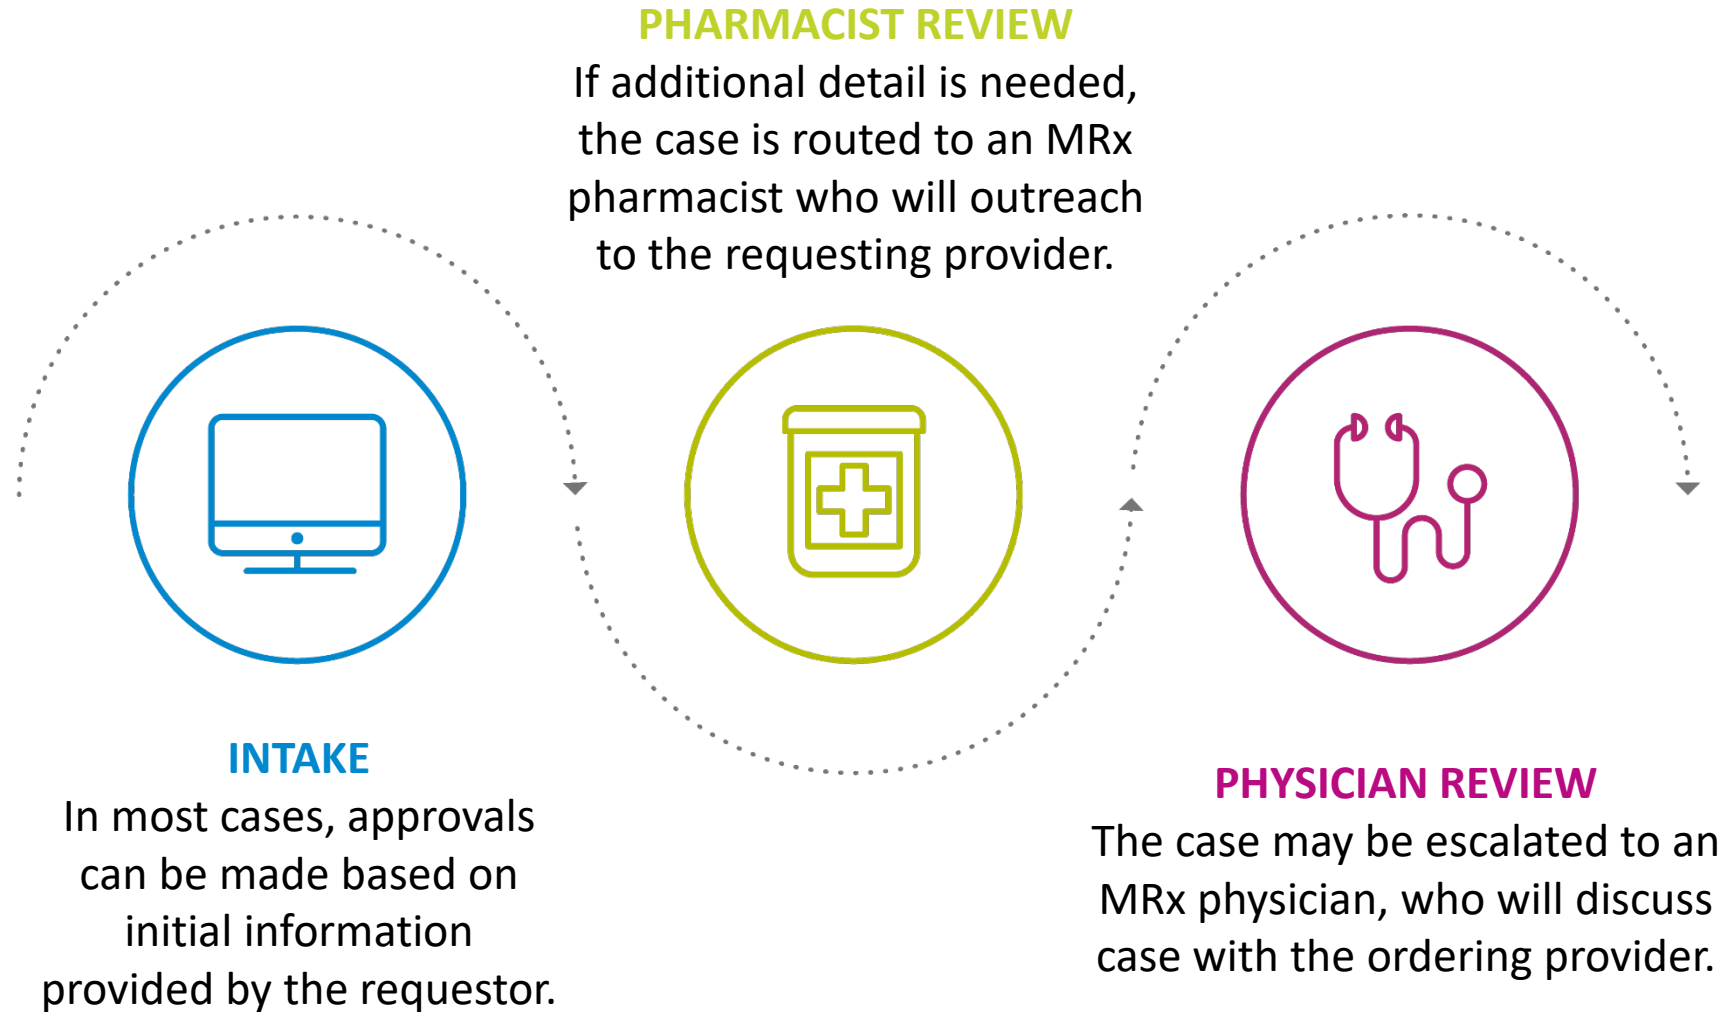 PHARMACIST REVIEW
If additional detail is needed,
the case is routed to an MRx
pharmacist who will outreach
to the requesting provider.
INTAKE
In most cases, approvals
can be made based on
initial information
provided by the requestor.
PHYSICIAN REVIEW
The case may be escalated to an
MRx physician, who will discuss
case with the ordering provider.